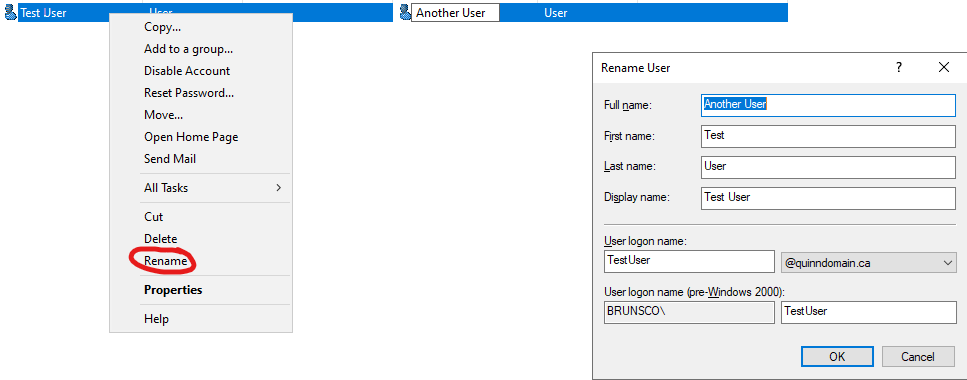 Test User User
Copy...
Add to a group...
Disable Account
Reset Password...
Move...
Open Home Page
Send Mail
All Tasks
Cut
Delete
Rename
Properties
Help
Another User User
Rename User ?
Full name: Another User
First name: Test
Last name: User
Display name: Test User
User logon name:
TestUser @quinndomain.ca
User logon name (pre-Windows 2000):
BRUNSCO\ TestUser
OK Cancel